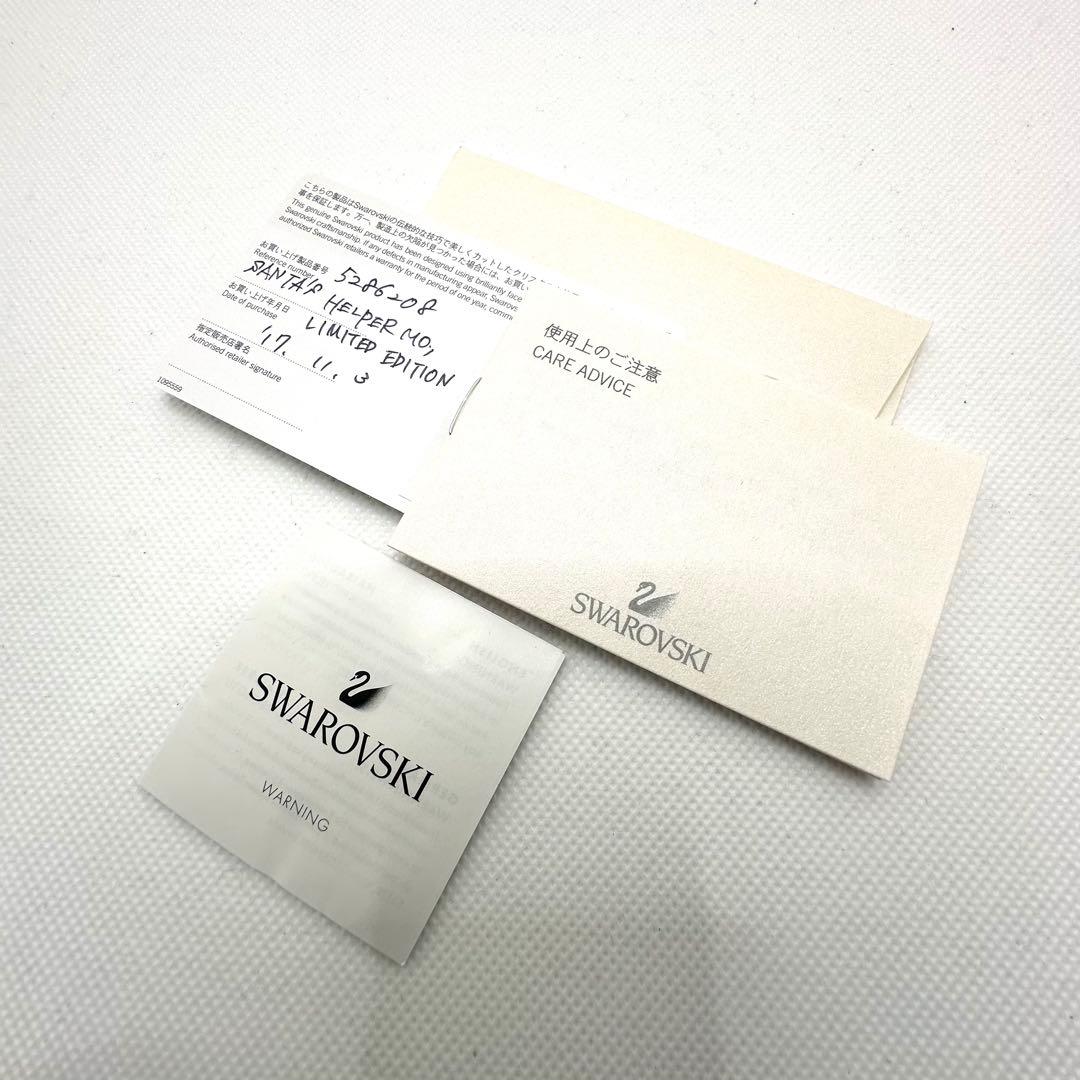 こちらの製品はSwarovskiの伝統的な技巧で美しくカットしたクリス
事を保証します。万一、製造上の欠陥が見つかった場合には、お買い
This genuine Swarovski product has been designed using brilliantly face
Swarovski craftsmanship. If any defects in manufacturing appear, Swarovs
authorized Swarovski retailers a warranty for the period of one year, comm
お買い上げ製品番号 5286208
Reference number
SANTA'S HELPER MO,
お買い上げ年月日 LIMITED EDITION
Date of purchase '17. 11. 3
指定販売店署名
Authorised retailer signature
1095559
使用上のご注意
CARE ADVICE
SWAROVSKI
SWAROVSKI
WARNING